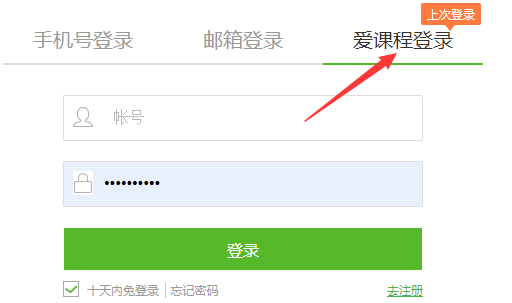 上次登录
手机号登录 邮箱登录 爱课程登录
帐号
••••••••••
登录
十天内免登录 | 忘记密码 去注册